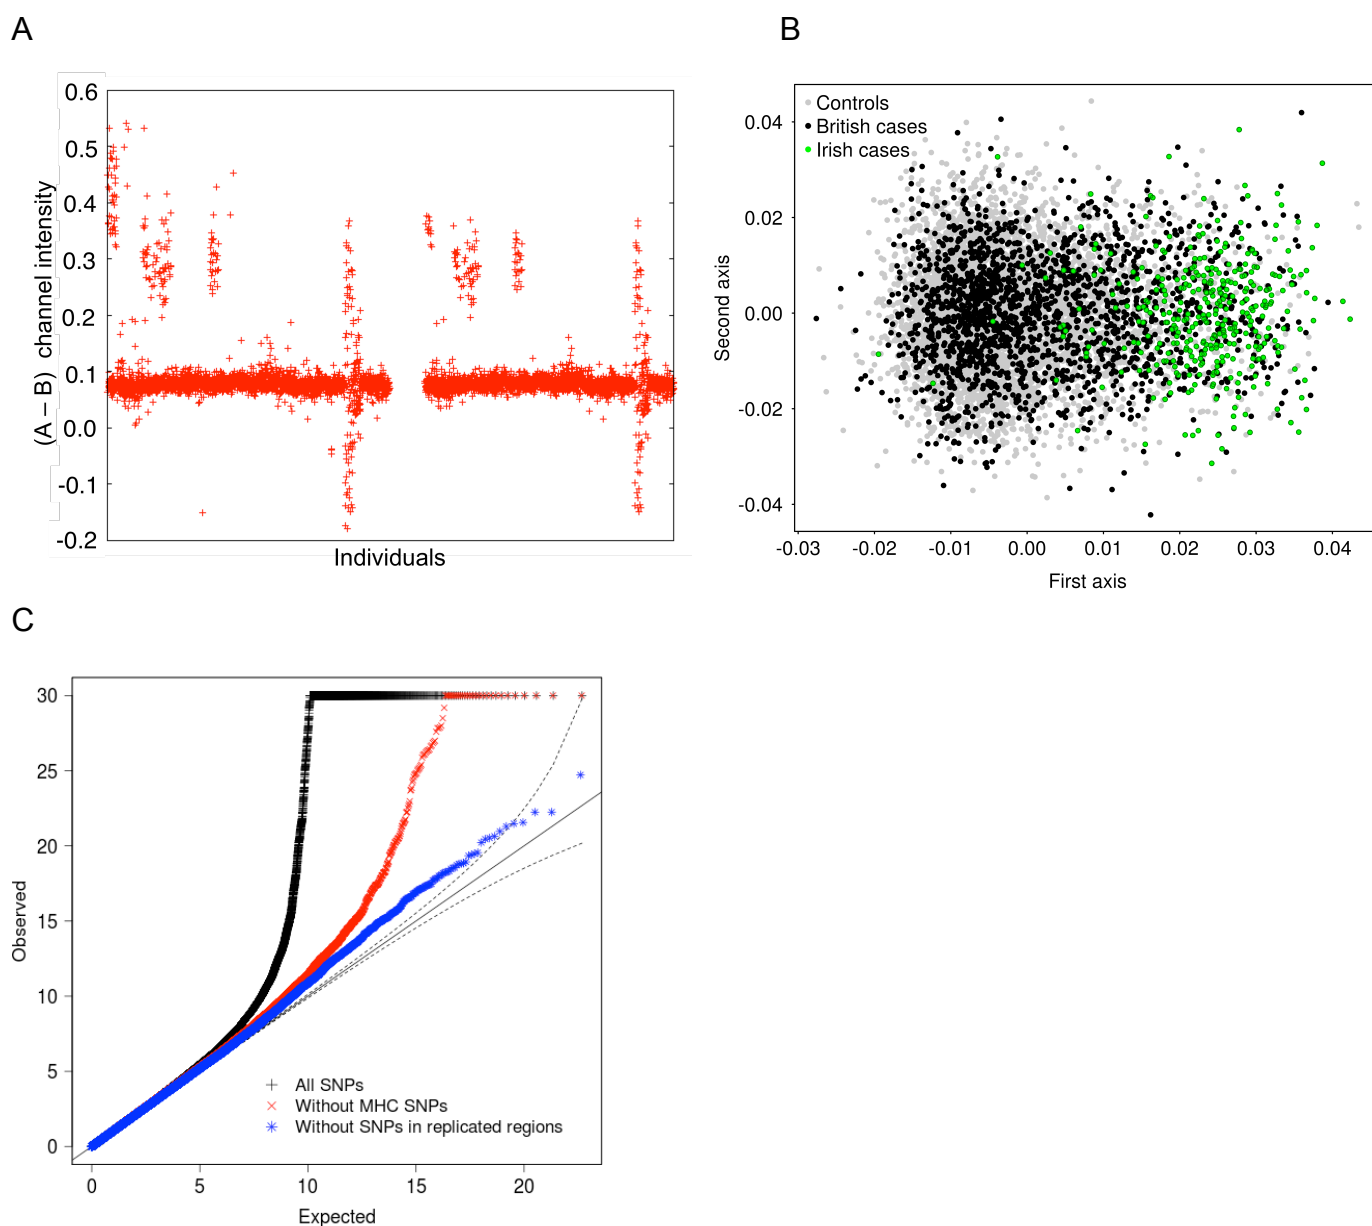 A
B
0.6
0.5
0.4
0.3
0.2
0.1
0.0
-0.1
-0.2
(A – B) channel intensity
Individuals
Controls
British cases
Irish cases
0.04
0.02
0.00
-0.02
-0.04
Second axis
-0.03 -0.02 -0.01 0.00 0.01 0.02 0.03 0.04
First axis
C
30
25
20
15
10
5
0
Observed
All SNPs
Without MHC SNPs
Without SNPs in replicated regions
0 5 10 15 20
Expected